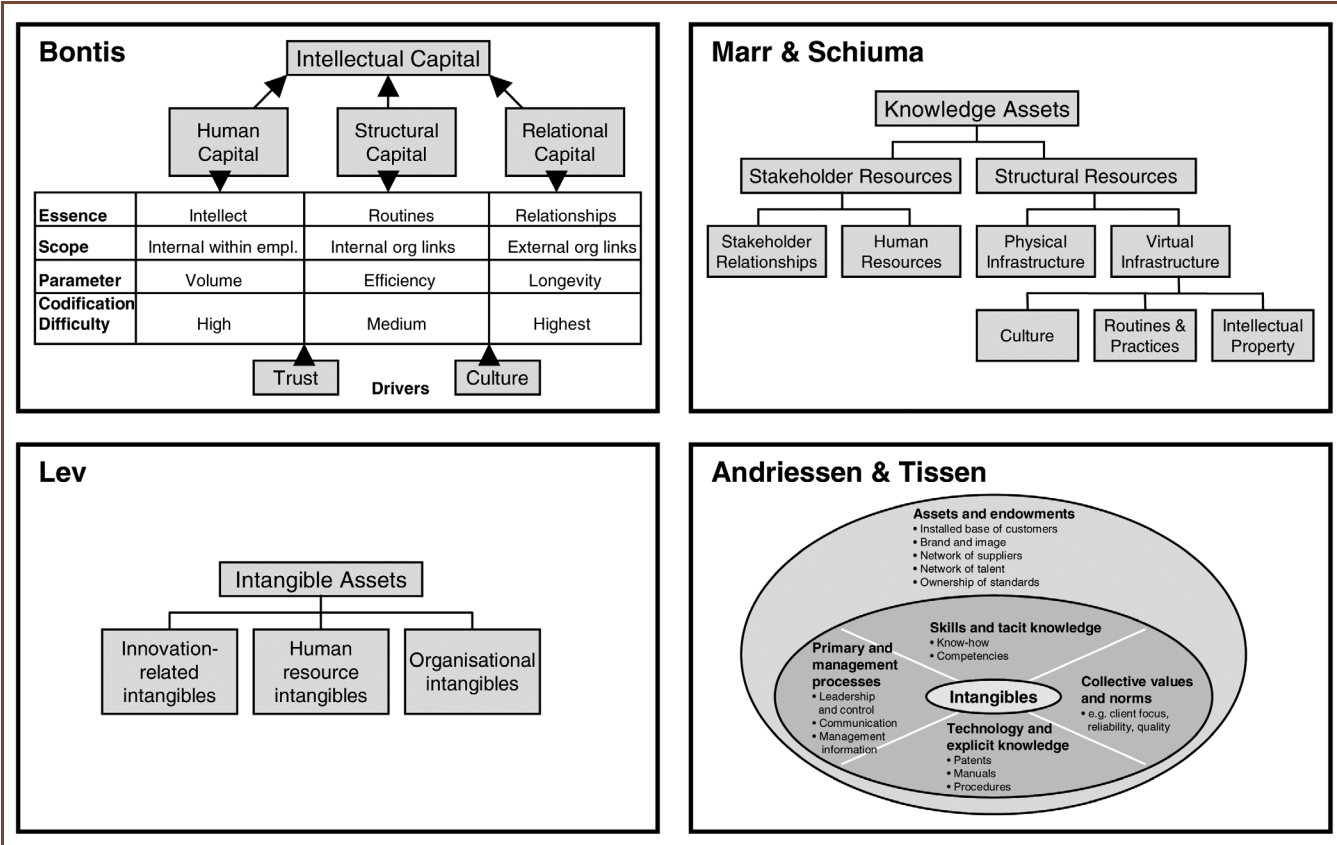 Bontis
Intellectual Capital
Human
Capital
Structural
Capital
Relational
Capital
Essence Intellect Routines Relationships
Scope Internal within empl. Internal org links External org links
Parameter Volume Efficiency Longevity
Codification
Difficulty High Medium Highest
Trust
Drivers
Culture
Marr & Schiuma
Knowledge Assets
Stakeholder Resources
Structural Resources
Stakeholder
Relationships
Human
Resources
Physical
Infrastructure
Virtual
Infrastructure
Culture
Routines &
Practices
Intellectual
Property
Lev
Intangible Assets
Innovation-
related
intangibles
Human
resource
intangibles
Organisational
intangibles
Andriessen & Tissen
Assets and endowments
• Installed base of customers
• Brand and image
• Network of suppliers
• Network of talent
• Ownership of standards
Skills and tacit knowledge
• Know-how
• Competencies
Primary and
management
processes
• Leadership
and control
• Communication
• Management
information
Intangibles
Collective values
and norms
• e.g. client focus,
reliability, quality
Technology and
explicit knowledge
• Patents
• Manuals
• Procedures